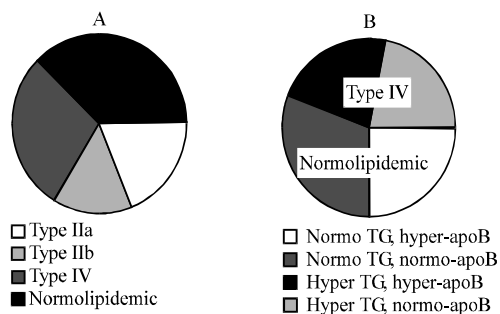 A
B
Type IV
Normolipidemic
Type IIa
Type IIb
Type IV
Normolipidemic
Normo TG, hyper-apoB
Normo TG, normo-apoB
Hyper TG, hyper-apoB
Hyper TG, normo-apoB